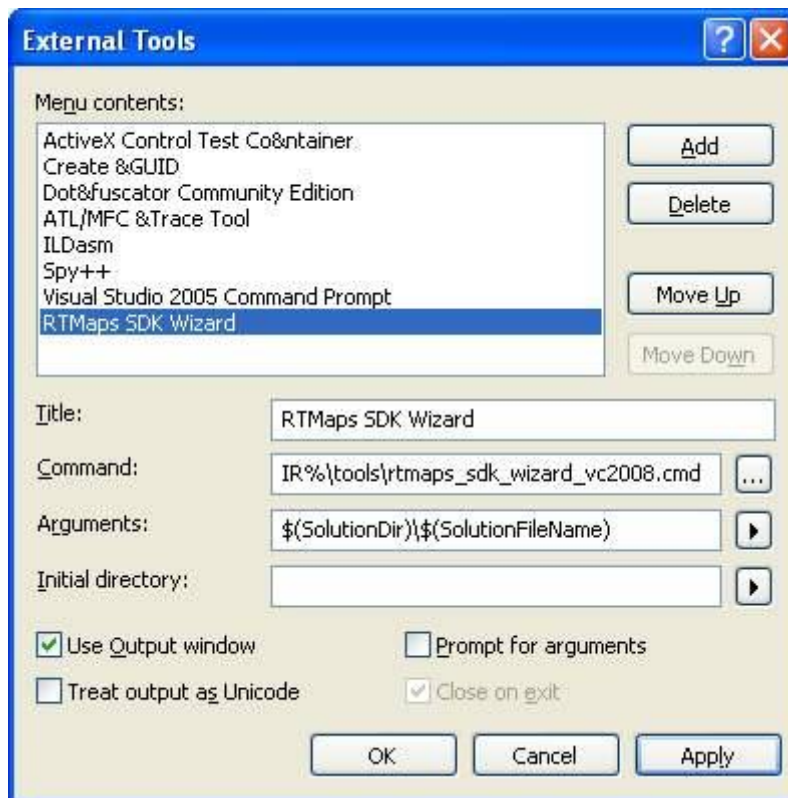 External Tools
Menu contents:
ActiveX Control Test Co&ntainer
Create &GUID
Dot&fuscator Community Edition
ATL/MFC &Trace Tool
ILDasm
Spy++
Visual Studio 2005 Command Prompt
RTMaps SDK Wizard
Add
Delete
Move Up
Move Down
Title:
RTMaps SDK Wizard
Command:
IR%\tools\rtmaps_sdk_wizard_vc2008.cmd
...
Arguments:
$(SolutionDir)\$(SolutionFileName)
Initial directory:
Use Output window
Prompt for arguments
Treat output as Unicode
Close on exit
OK
Cancel
Apply